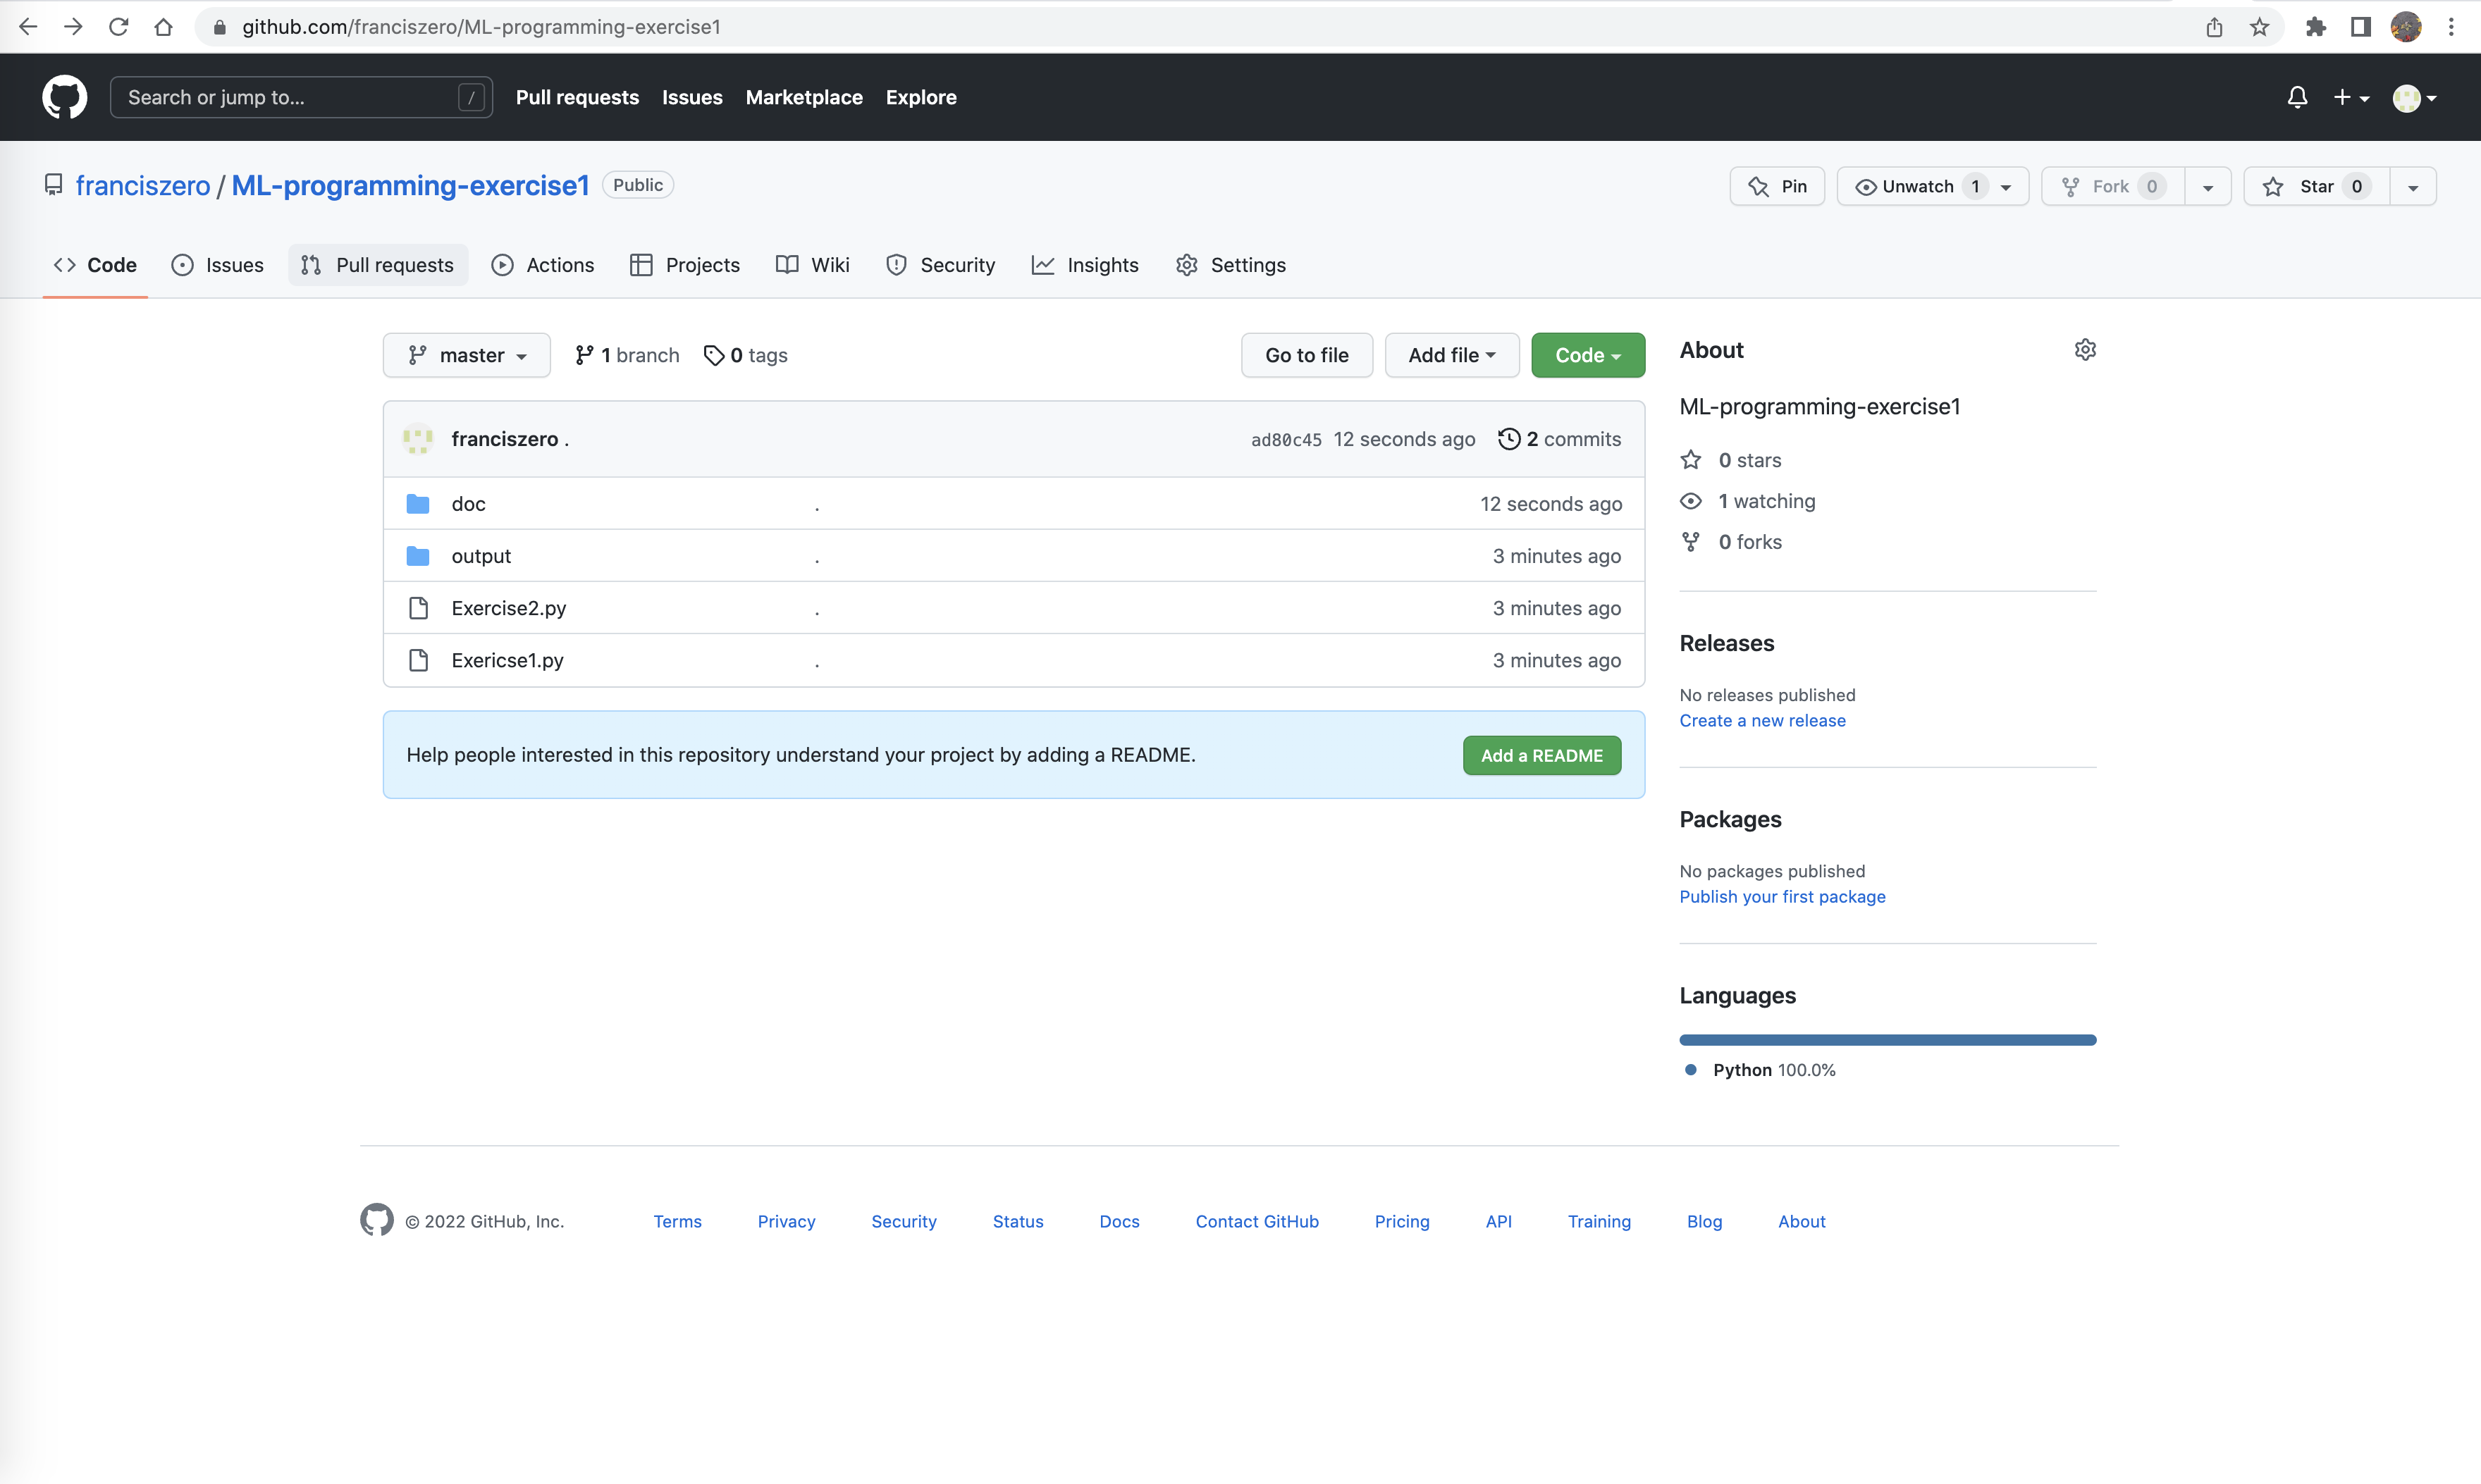 github.com/franciszero/ML-programming-exercise1
Search or jump to... /
Pull requests Issues Marketplace Explore
franciszero / ML-programming-exercise1 Public
Pin Unwatch 1 Fork 0 Star 0
Code Issues Pull requests Actions Projects Wiki Security Insights Settings
master 1 branch 0 tags Go to file Add file Code
franciszero . ad80c45 12 seconds ago 2 commits
doc . 12 seconds ago
output . 3 minutes ago
Exercise2.py . 3 minutes ago
Exericse1.py . 3 minutes ago
Help people interested in this repository understand your project by adding a README. Add a README
About
ML-programming-exercise1
0 stars
1 watching
0 forks
Releases
No releases published
Create a new release
Packages
No packages published
Publish your first package
Languages
Python 100.0%
© 2022 GitHub, Inc. Terms Privacy Security Status Docs Contact GitHub Pricing API Training Blog About